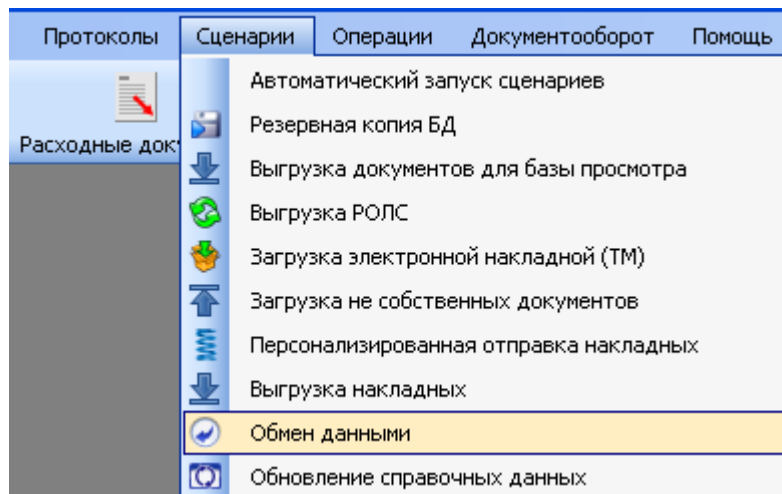 Протоколы Сценарии Операции Документооборот Помощь
Автоматический запуск сценариев
Резервная копия БД
Расходные док
Выгрузка документов для базы просмотра
Выгрузка РОЛС
Загрузка электронной накладной (ТМ)
Загрузка не собственных документов
Персонализированная отправка накладных
Выгрузка накладных
Обмен данными
Обновление справочных данных